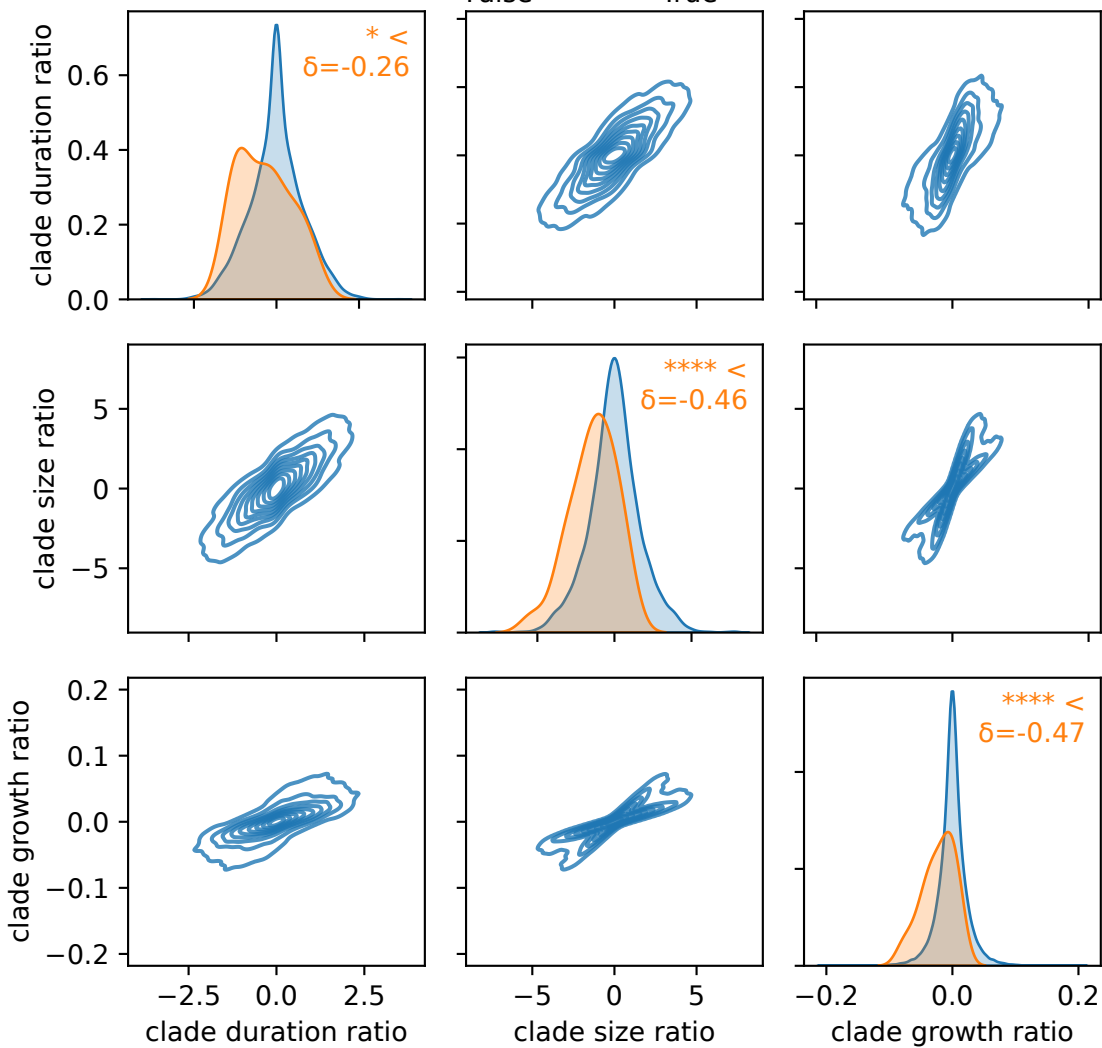 * <
δ=-0.26
clade duration ratio
0.6
0.4
0.2
0.0
**** <
δ=-0.46
clade size ratio
5
0
−5
**** <
δ=-0.47
clade growth ratio
0.2
0.1
0.0
−0.1
−0.2
−2.5 0.0 2.5
clade duration ratio
−5 0 5
clade size ratio
−0.2 0.0 0.2
clade growth ratio